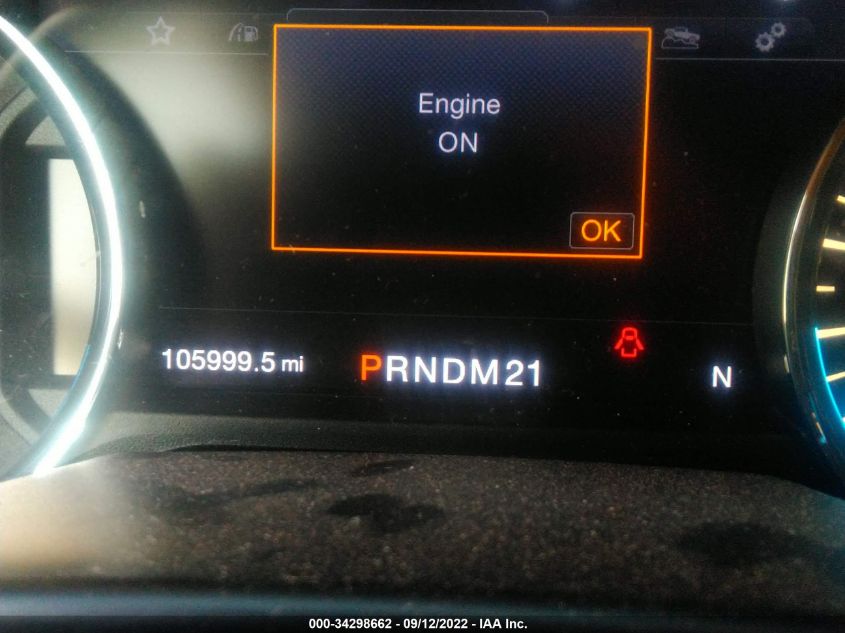 Engine
ON
OK
105999.5 mi PRNDM21 N
000-34298662 - 09/12/2022 - IAA Inc.